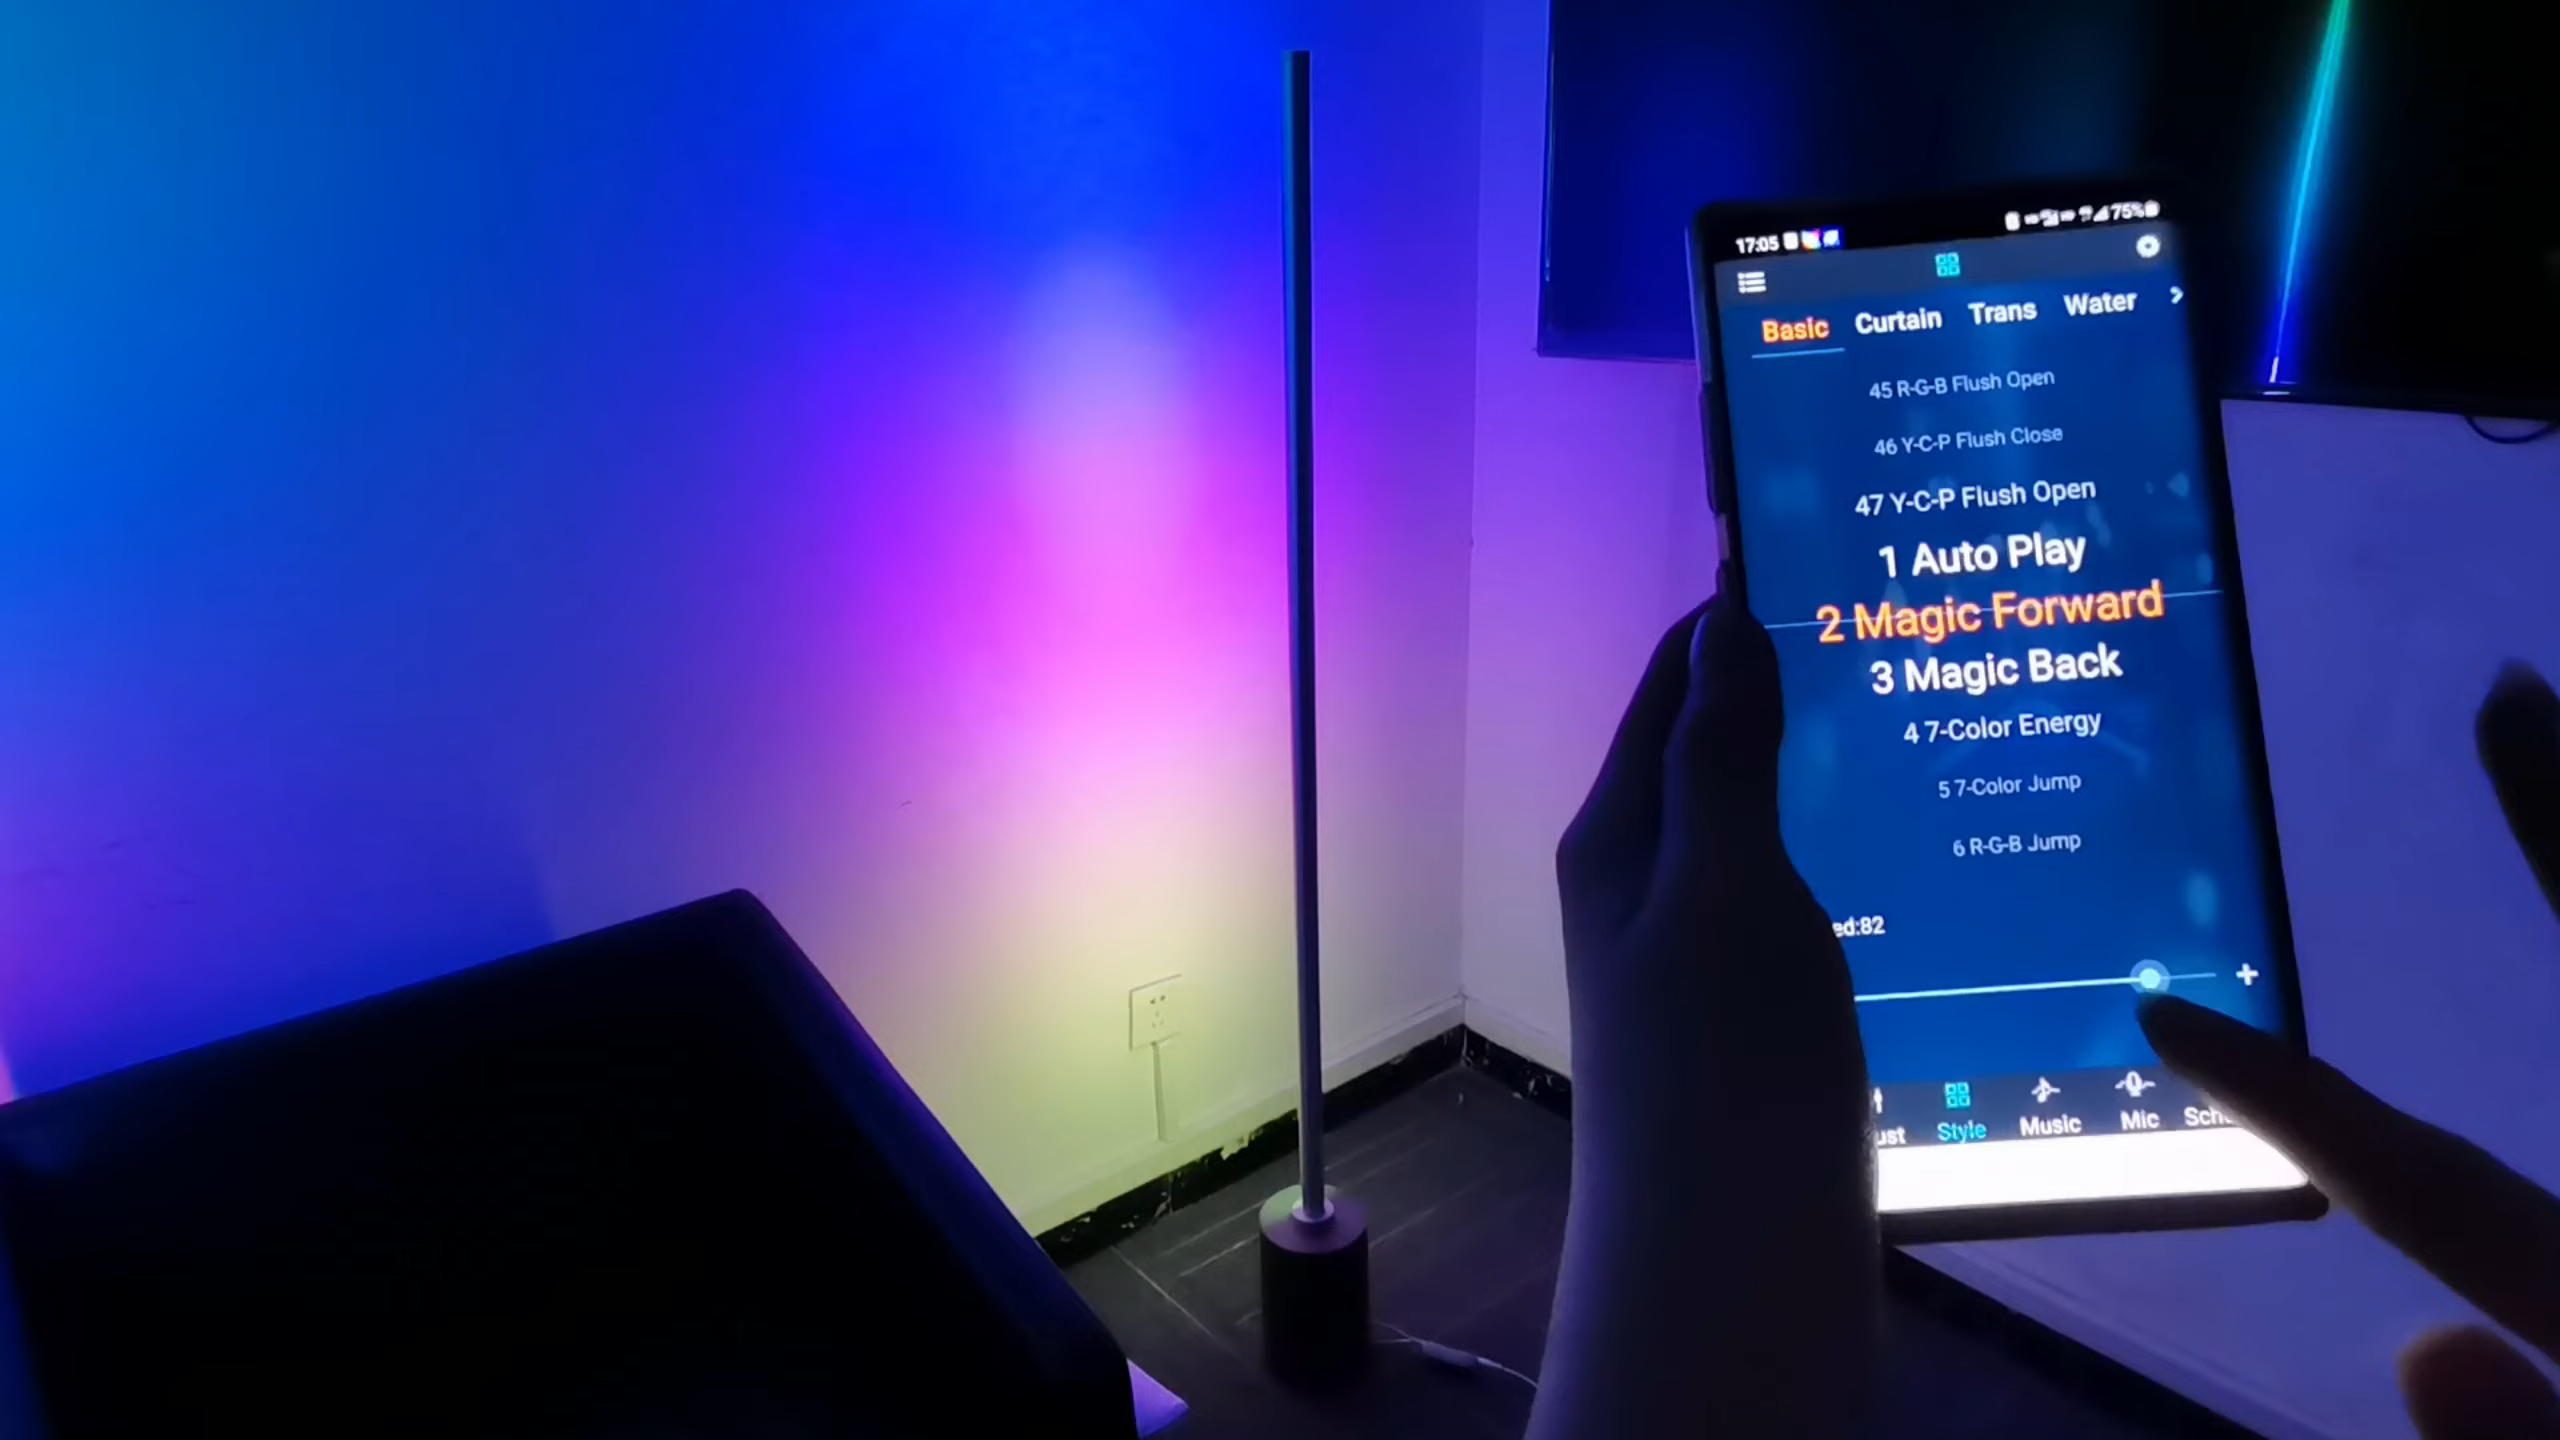 17:05 75%
Basic Curtain Trans Water
45 R-G-B Flush Open
46 Y-C-P Flush Close
47 Y-C-P Flush Open
1 Auto Play
2 Magic Forward
3 Magic Back
4 7-Color Energy
5 7-Color Jump
6 R-G-B Jump
ed:82
ust Style Music Mic Sch